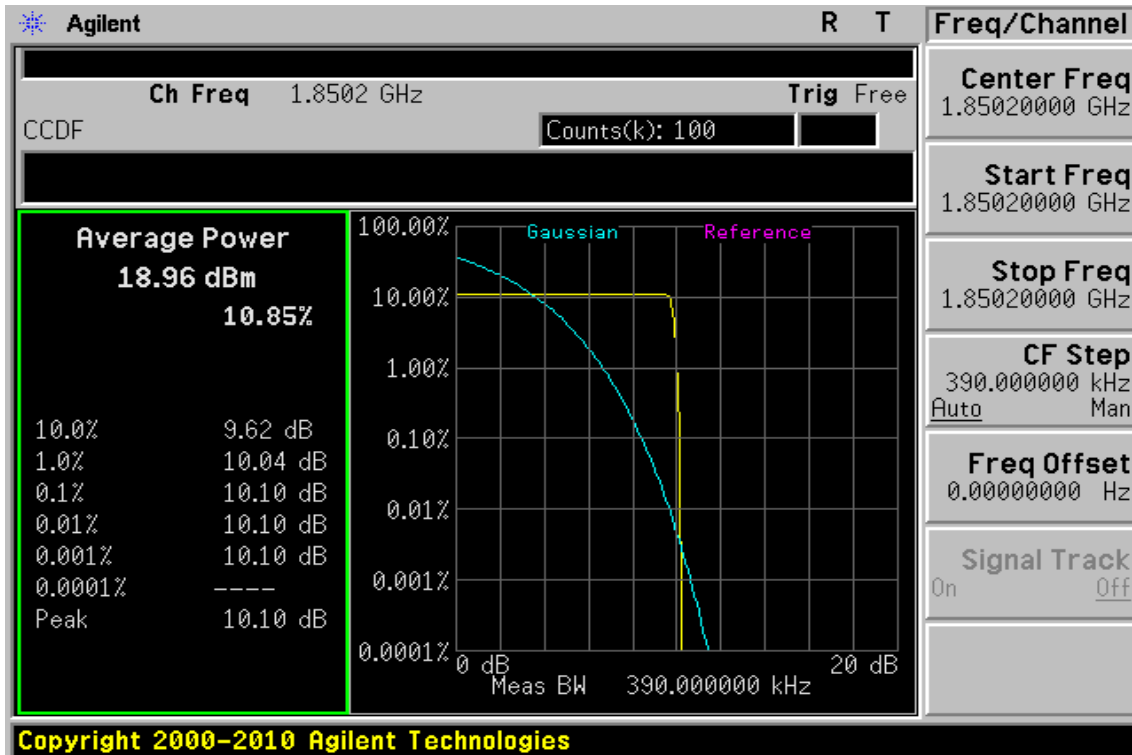 Agilent R T
Ch Freq 1.8502 GHz Trig Free
CCDF Counts(k): 100
Average Power
18.96 dBm
10.85%
10.0% 9.62 dB
1.0% 10.04 dB
0.1% 10.10 dB
0.01% 10.10 dB
0.001% 10.10 dB
0.0001% ----
Peak 10.10 dB
Gaussian Reference
100.00%
10.00%
1.00%
0.10%
0.01%
0.001%
0.0001%
0 dB 20 dB
Meas BW 390.000000 kHz
Freq/Channel
Center Freq
1.85020000 GHz
Start Freq
1.85020000 GHz
Stop Freq
1.85020000 GHz
CF Step
390.000000 kHz
Auto Man
Freq Offset
0.00000000 Hz
Signal Track
On Off
Copyright 2000-2010 Agilent Technologies